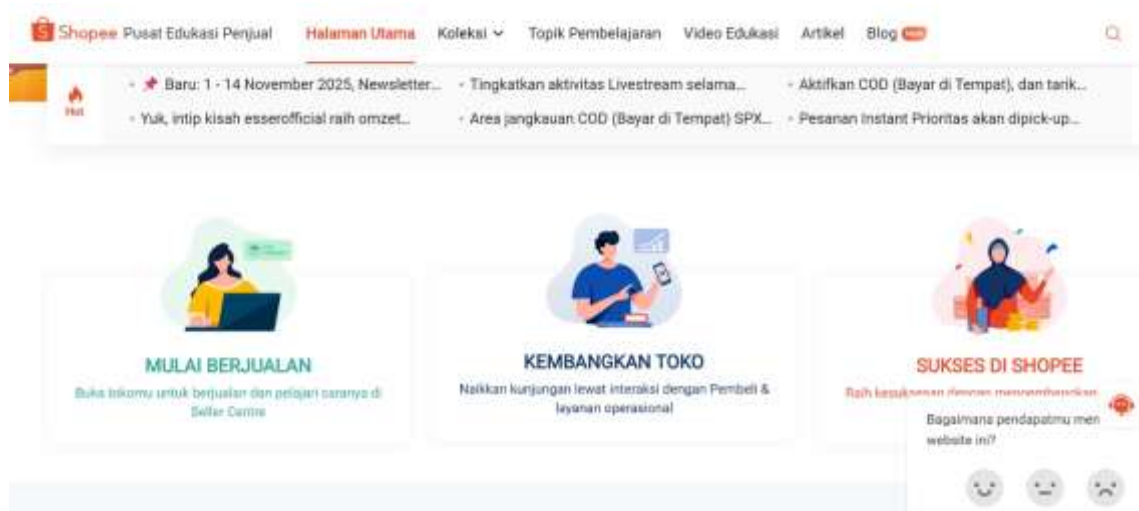 Shopee Pusat Edukasi Penjual Halaman Utama Koleksi Topik Pembelajaran Video Edukasi Artikel Blog
Hot
Baru: 1 - 14 November 2025, Newsletter...
Tingkatkan aktivitas Livestream selama...
Aktifkan COD (Bayar di Tempat), dan tarik...
Yuk, intip kisah esserofficial raih omzet...
Area jangkauan COD (Bayar di Tempat) SPX...
Pesanan Instant Prioritas akan dipick-up...
MULAI BERJUALAN
Buka tokomu untuk berjualan dan pelajari caranya di
Seller Centre
KEMBANGKAN TOKO
Naikkan kunjungan lewat interaksi dengan Pembeli &
layanan operasional
SUKSES DI SHOPEE
Raih kesuksesan dengan mengembangkan
Bagaimana pendapatmu men
website ini?